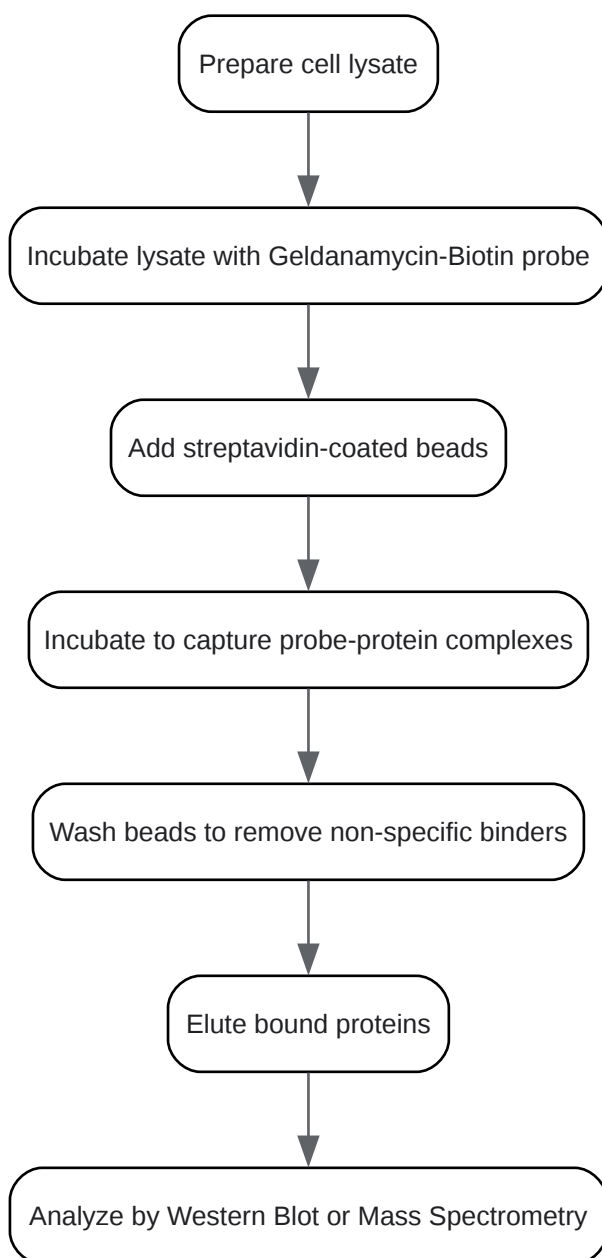 Prepare cell lysate
Incubate lysate with Geldanamycin-Biotin probe
Add streptavidin-coated beads
Incubate to capture probe-protein complexes
Wash beads to remove non-specific binders
Elute bound proteins
Analyze by Western Blot or Mass Spectrometry